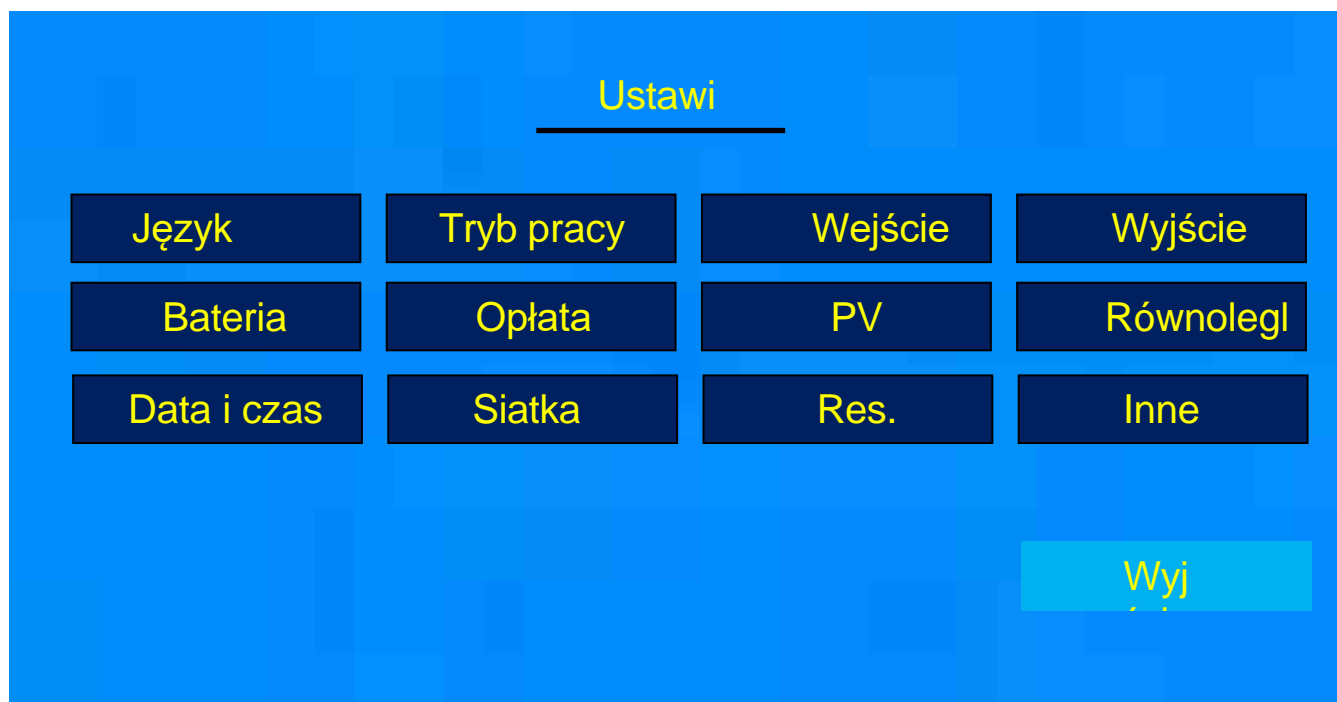 Ustawi
Język Tryb pracy Wejście Wyjście
Bateria Opłata PV Równolegl
Data i czas Siatka Res. Inne
Wyj